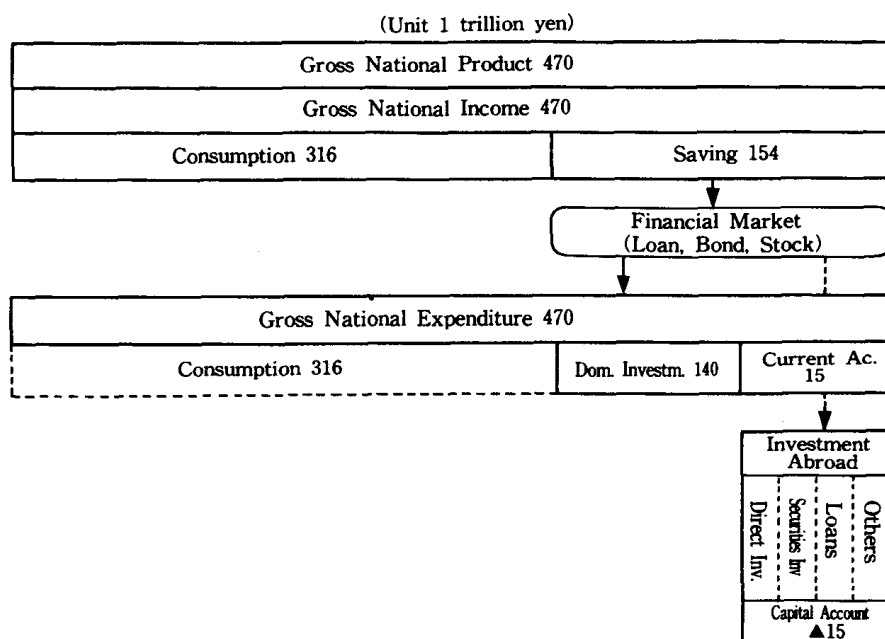 (Unit 1 trillion yen)
Gross National Product 470
Gross National Income 470
Consumption 316
Saving 154
Financial Market
(Loan, Bond, Stock)
Gross National Expenditure 470
Consumption 316
Dom. Investm. 140
Current Ac.
15
Investment
Abroad
Direct Inv.
Securities Inv
Loans
Others
Capital Account
▲15